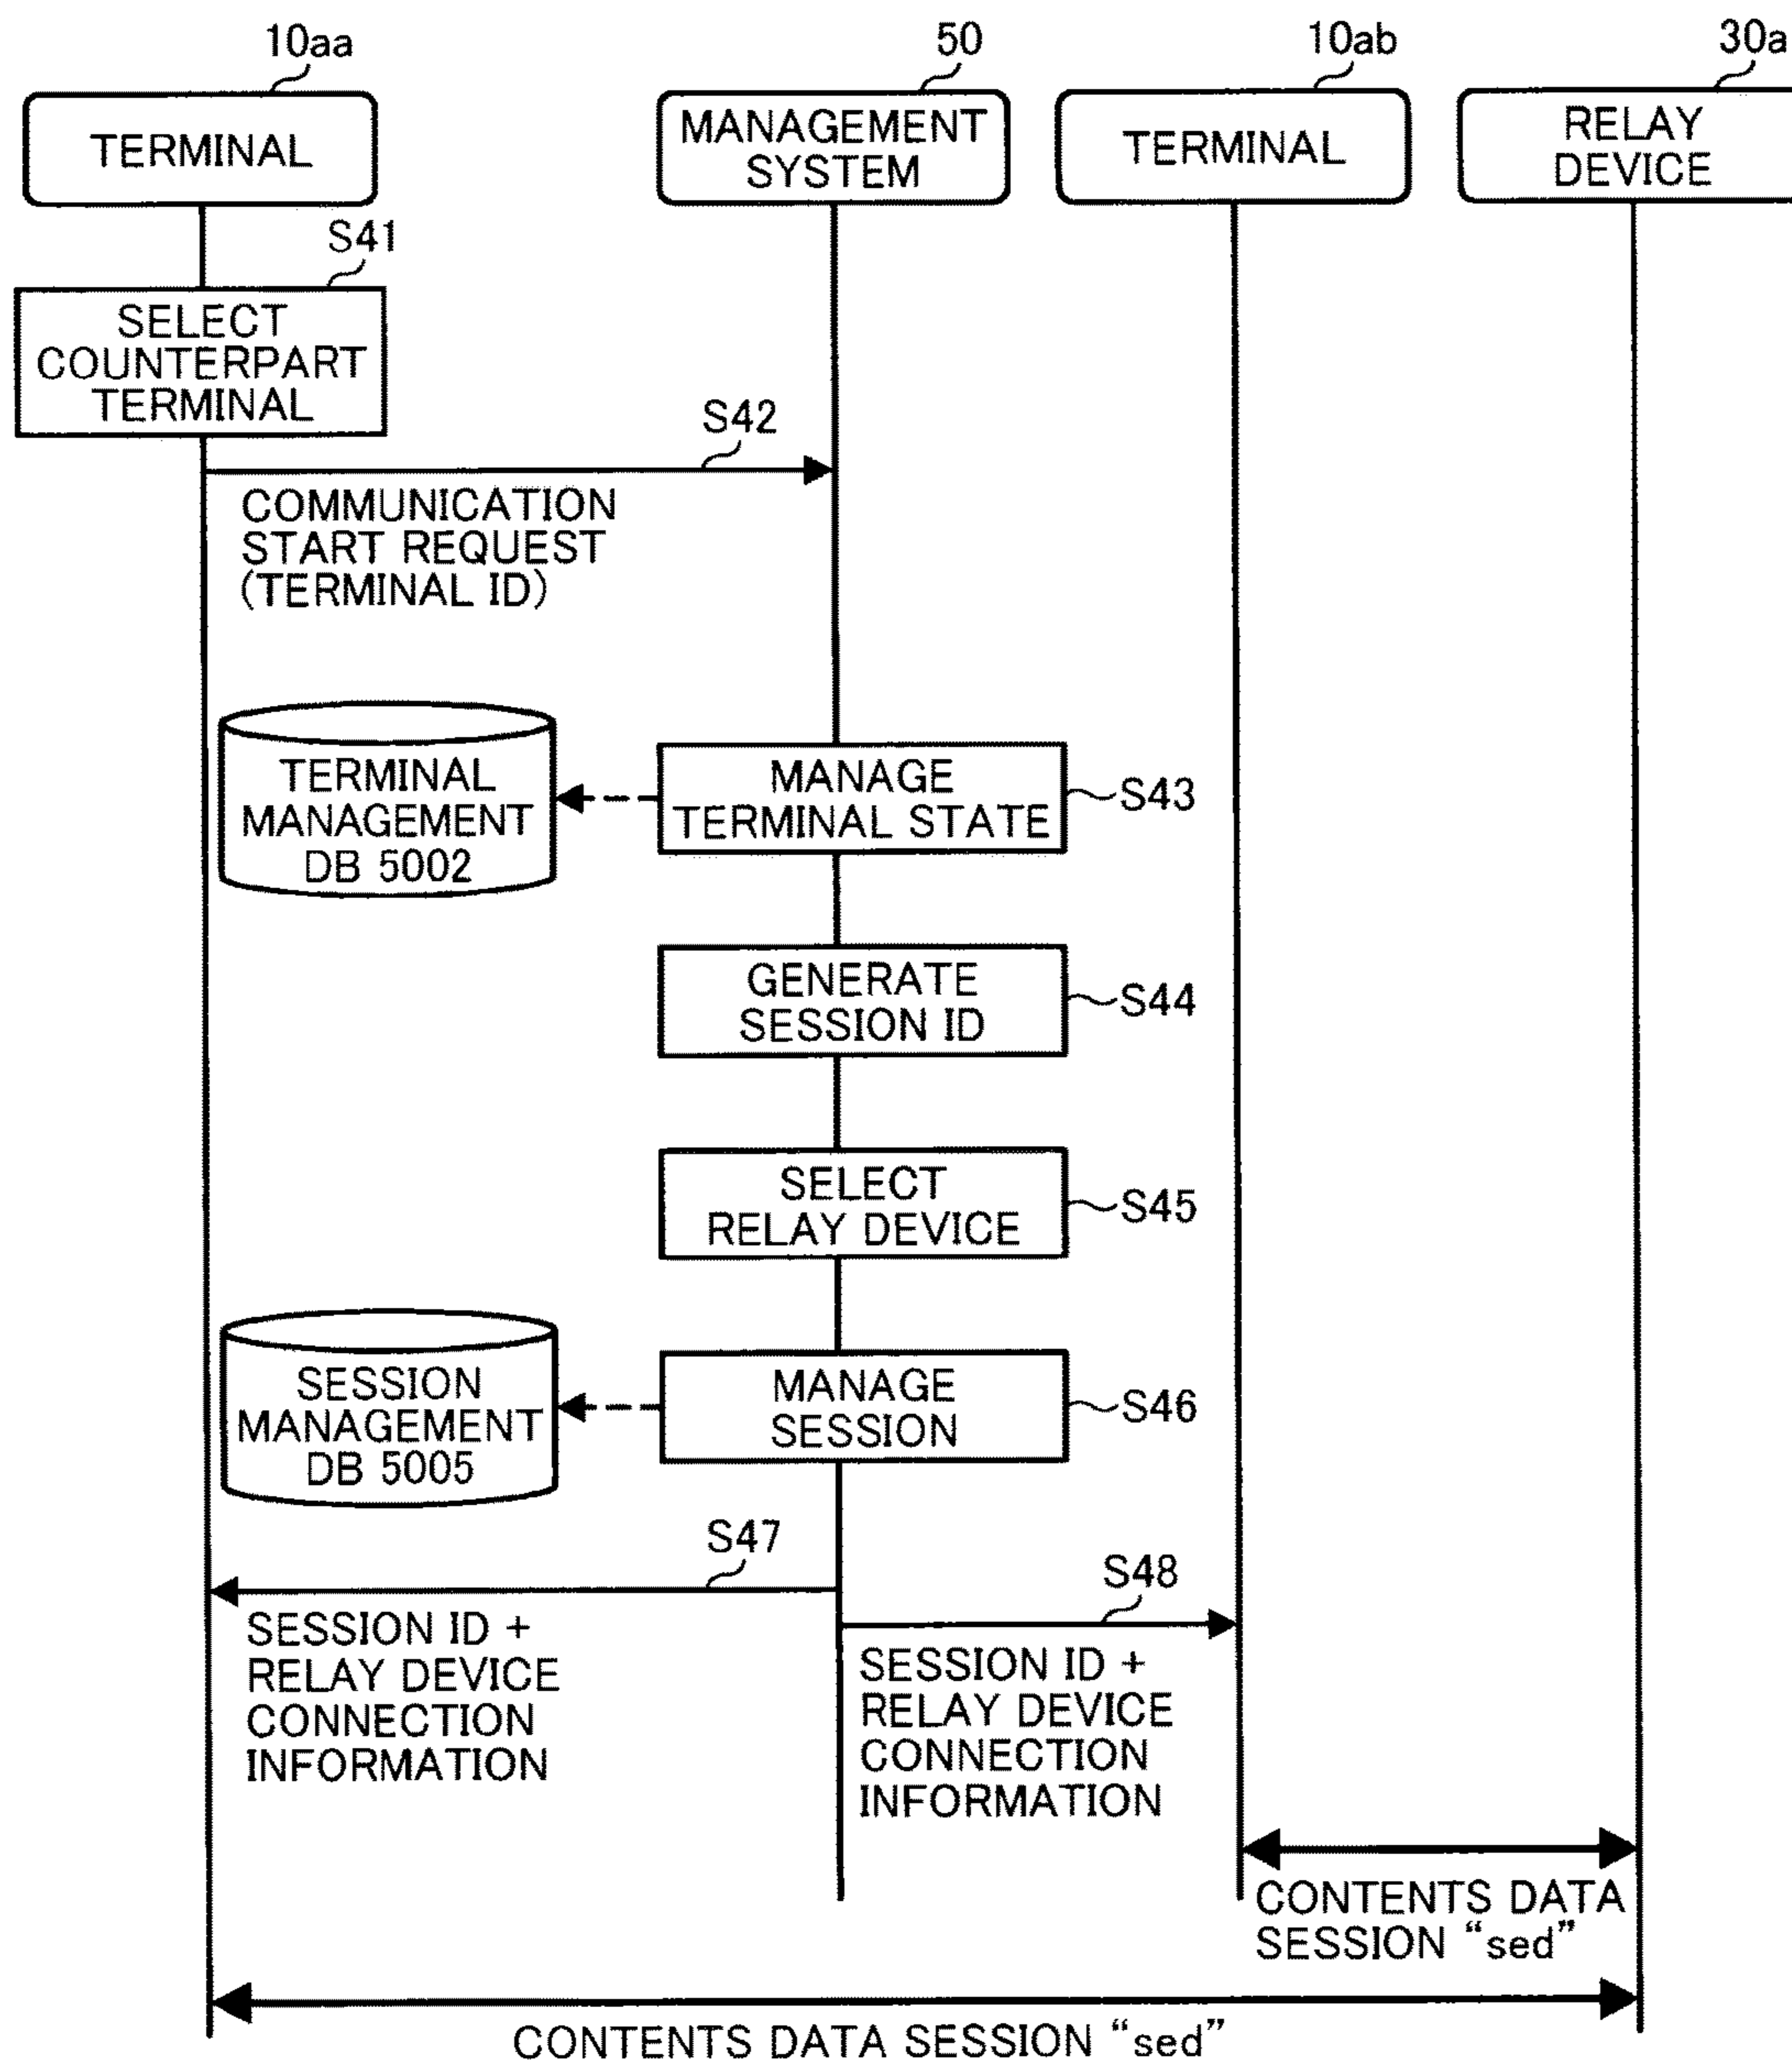 10aa
50
10ab
30a
TERMINAL
MANAGEMENT
SYSTEM
TERMINAL
RELAY
DEVICE
S41
SELECT
COUNTERPART
TERMINAL
S42
COMMUNICATION
START REQUEST
(TERMINAL ID)
TERMINAL
MANAGEMENT
DB 5002
MANAGE
TERMINAL STATE
S43
GENERATE
SESSION ID
S44
SELECT
RELAY DEVICE
S45
SESSION
MANAGEMENT
DB 5005
MANAGE
SESSION
S46
S47
SESSION ID +
RELAY DEVICE
CONNECTION
INFORMATION
S48
SESSION ID +
RELAY DEVICE
CONNECTION
INFORMATION
CONTENTS DATA
SESSION “sed”
CONTENTS DATA SESSION “sed”